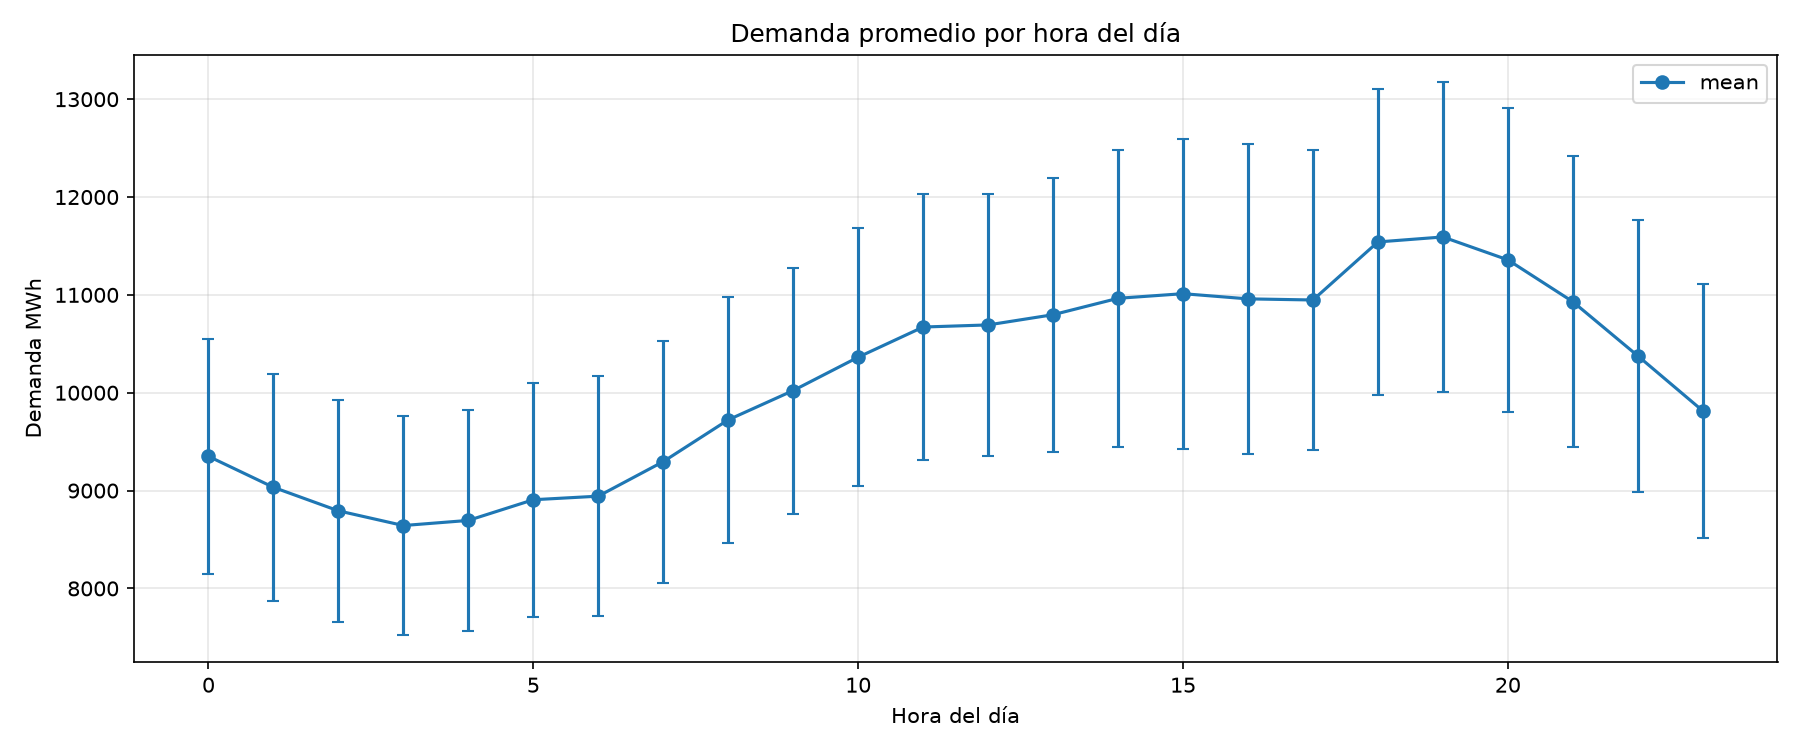 Demanda promedio por hora del día
mean
13000
12000
11000
10000
9000
8000
Demanda MWh
0 5 10 15 20
Hora del día